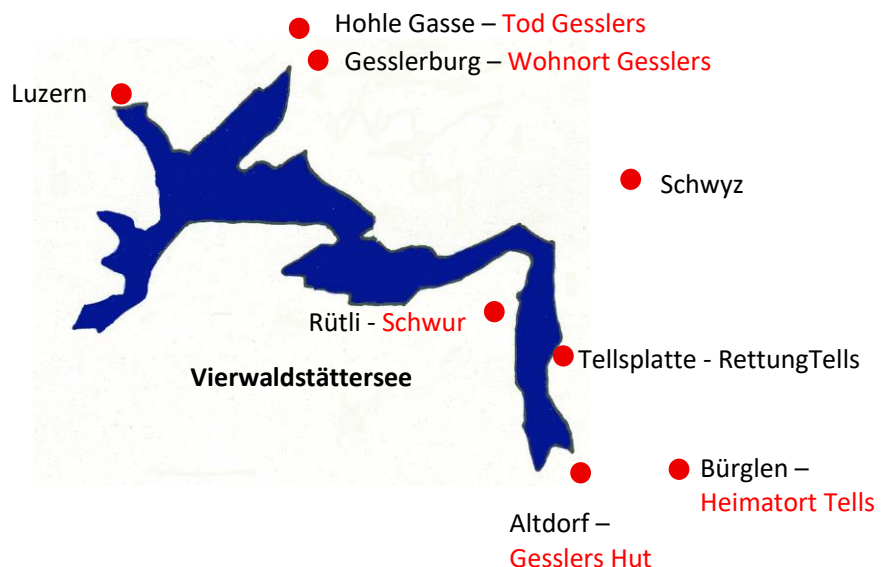 Hohle Gasse – Tod Gesslers
Gesslerburg – Wohnort Gesslers
Luzern
Schwyz
Rütli - Schwur
Tellsplatte - RettungTells
Vierwaldstättersee
Bürglen –
Heimatort Tells
Altdorf –
Gesslers Hut